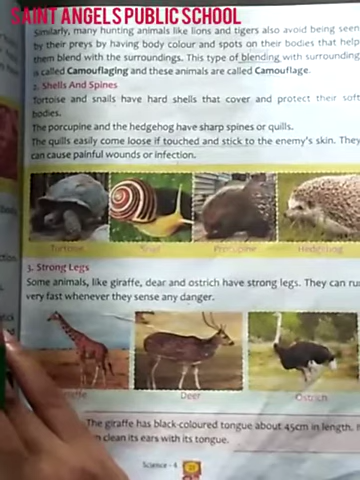 SAINT ANGELS PUBLIC SCHOOL
Similarly, many hunting animals like lions and tigers also avoid being seen
by their preys by having body colour and spots on their bodies that help
them blend with the surroundings. This type of blending with surrounding
is called Camouflaging and these animals are called Camouflage.
2. Shells And Spines
Tortoise and snails have hard shells that cover and protect their soft
bodies.
The porcupine and the hedgehog have sharp spines or quills.
The quills easily come loose if touched and stick to the enemy's skin. They
can cause painful wounds or infection.
Tortoise Snail Procupine Hedgehog
3. Strong Legs
Some animals, like giraffe, dear and ostrich have strong legs. They can ru
very fast whenever they sense any danger.
affe Deer Ostrich
The giraffe has black-coloured tongue about 45cm in length.
n clean its ears with its tongue.
Science - 4